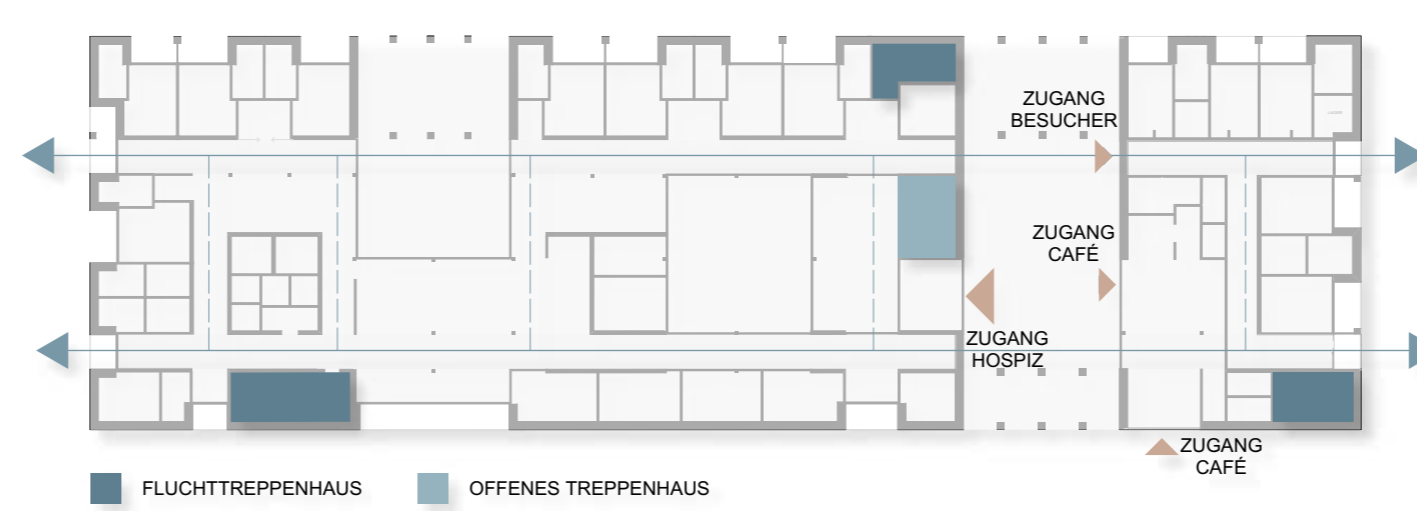 ZUGANG
BESUCHER
ZUGANG
CAFÉ
ZUGANG
HOSPIZ
ZUGANG
CAFÉ
FLUCHTTREPPENHAUS
OFFENES TREPPENHAUS